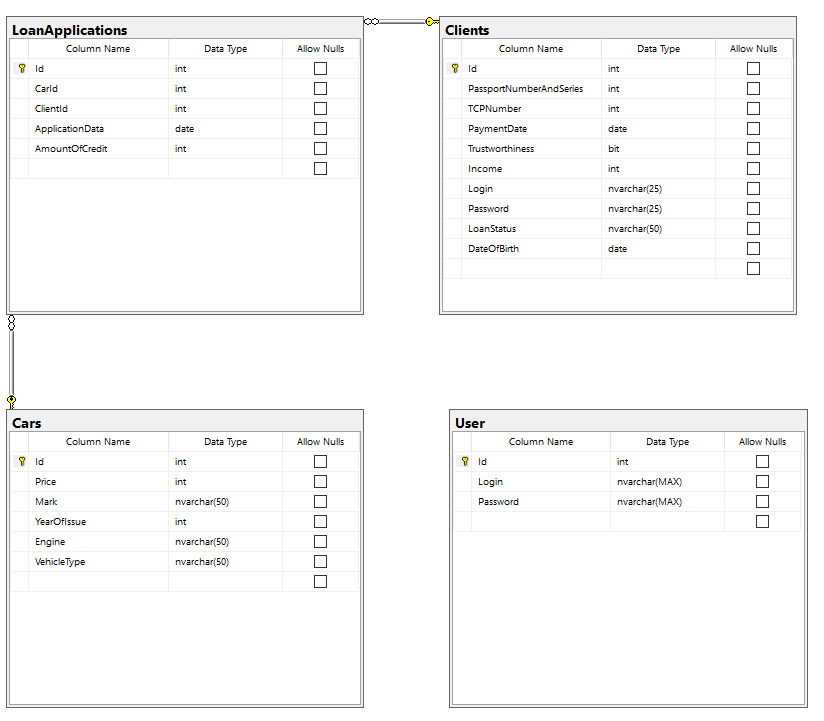 LoanApplications
Column Name Data Type Allow Nulls
Id int
CarId int
ClientId int
ApplicationData date
AmountOfCredit int
Clients
Column Name Data Type Allow Nulls
Id int
PassportNumberAndSeries int
TCPNumber int
PaymentDate date
Trustworthiness bit
Income int
Login nvarchar(25)
Password nvarchar(25)
LoanStatus nvarchar(50)
DateOfBirth date
Cars
Column Name Data Type Allow Nulls
Id int
Price int
Mark nvarchar(50)
YearOfIssue int
Engine nvarchar(50)
VehicleType nvarchar(50)
User
Column Name Data Type Allow Nulls
Id int
Login nvarchar(MAX)
Password nvarchar(MAX)